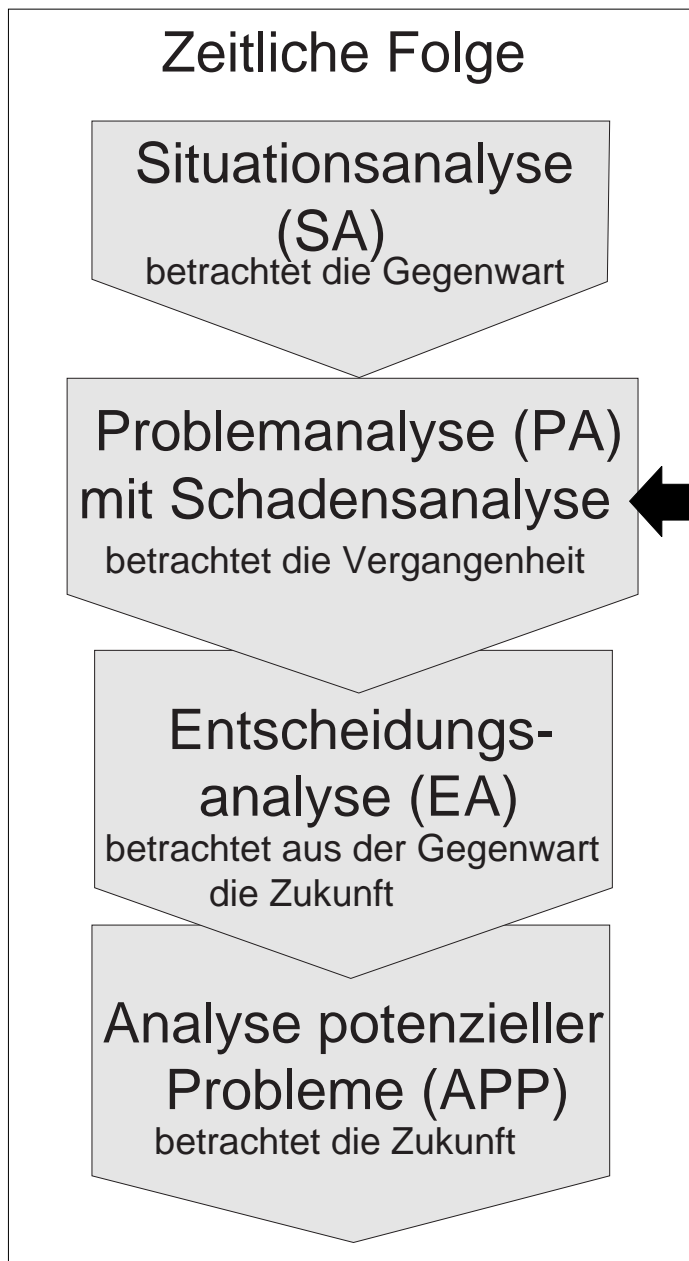 Zeitliche Folge
Situationsanalyse
(SA)
betrachtet die Gegenwart
Problemanalyse (PA)
mit Schadensanalyse
betrachtet die Vergangenheit
Entscheidungs-
analyse (EA)
betrachtet aus der Gegenwart
die Zukunft
Analyse potenzieller
Probleme (APP)
betrachtet die Zukunft